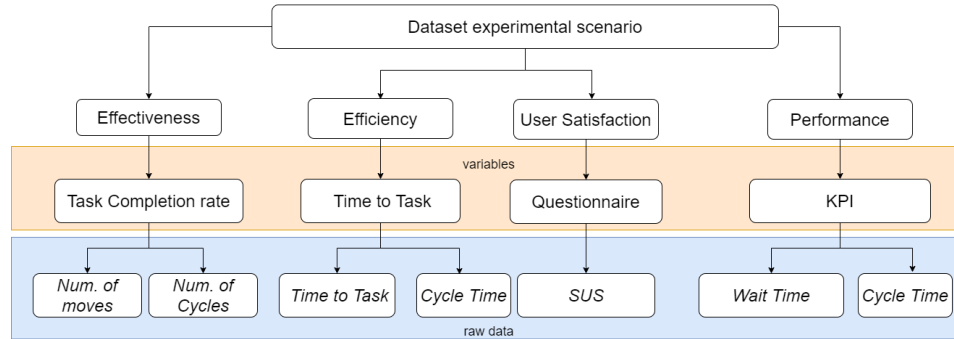 Dataset experimental scenario
Effectiveness
Efficiency
User Satisfaction
Performance
variables
Task Completion rate
Time to Task
Questionnaire
KPI
Num. of
moves
Num. of
Cycles
Time to Task
Cycle Time
SUS
Wait Time
Cycle Time
raw data